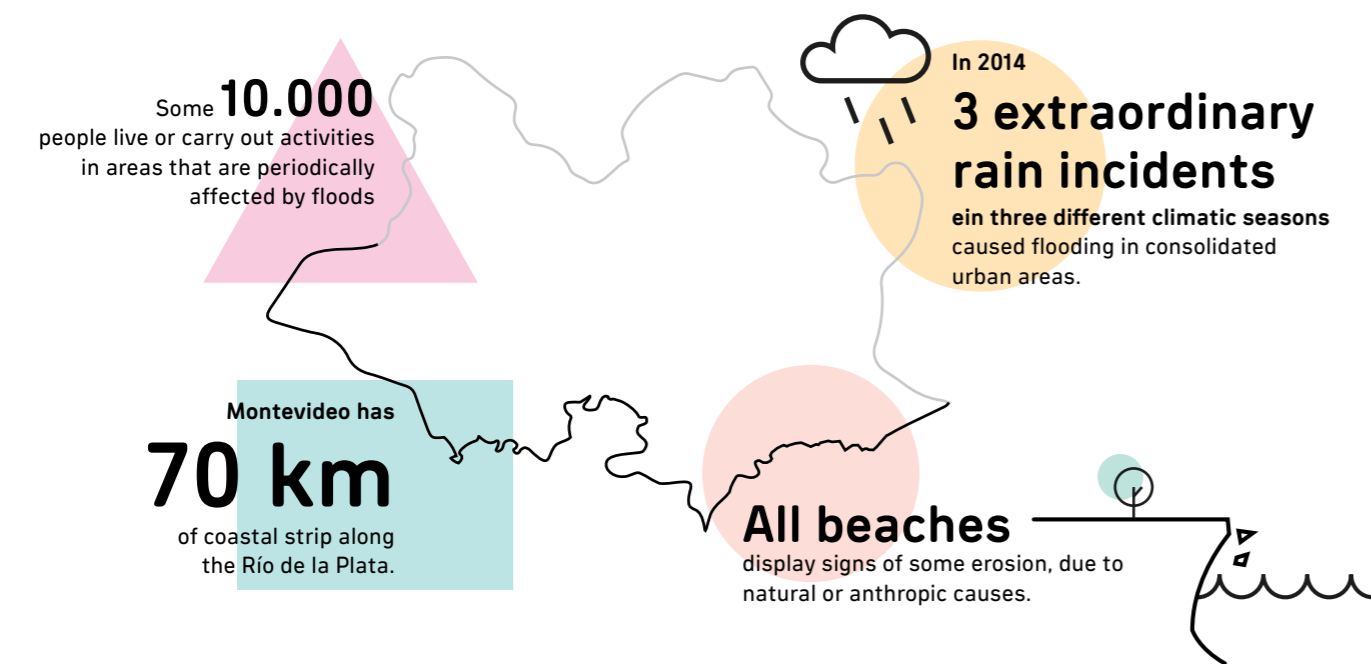 Some 10.000
people live or carry out activities
in areas that are periodically
affected by floods
In 2014
3 extraordinary
rain incidents
ein three different climatic seasons
caused flooding in consolidated
urban areas.
Montevideo has
70 km
of coastal strip along
the Río de la Plata.
All beaches
display signs of some erosion, due to
natural or anthropic causes.